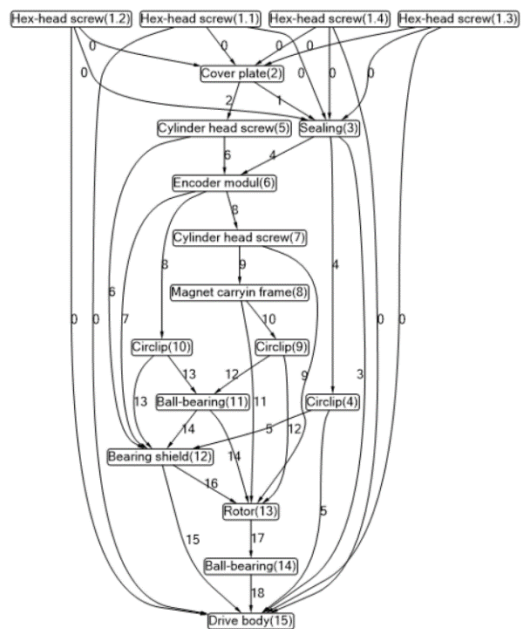 Hex-head screw(1.2) Hex-head screw(1.1) Hex-head screw(1.4) Hex-head screw(1.3)
0 0 0 0
0 0 0 0
Cover plate(2)
2 1
Cylinder head screw(5) Sealing(3)
6 4
Encoder modul(6)
8
Cylinder head screw(7)
8 9 4
6 7 Magnet carryin frame(8)
0 0 10 0 0
Circlip(10) Circlip(9)
13 12 9 3
13 Ball-bearing(11) 11 Circlip(4)
14 5 12
Bearing shield(12) 14
16
Rotor(13) 5
15 17
Ball-bearing(14)
18
Drive body(15)